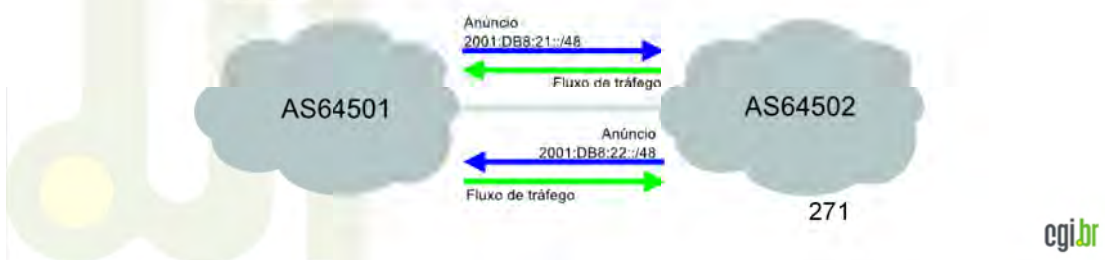 Anúncio
2001:DB8:21::/48
Fluxo de tráfego
AS64501
AS64502
Anúncio
2001:DB8:22::/48
Fluxo de tráfego
271
cgi.br